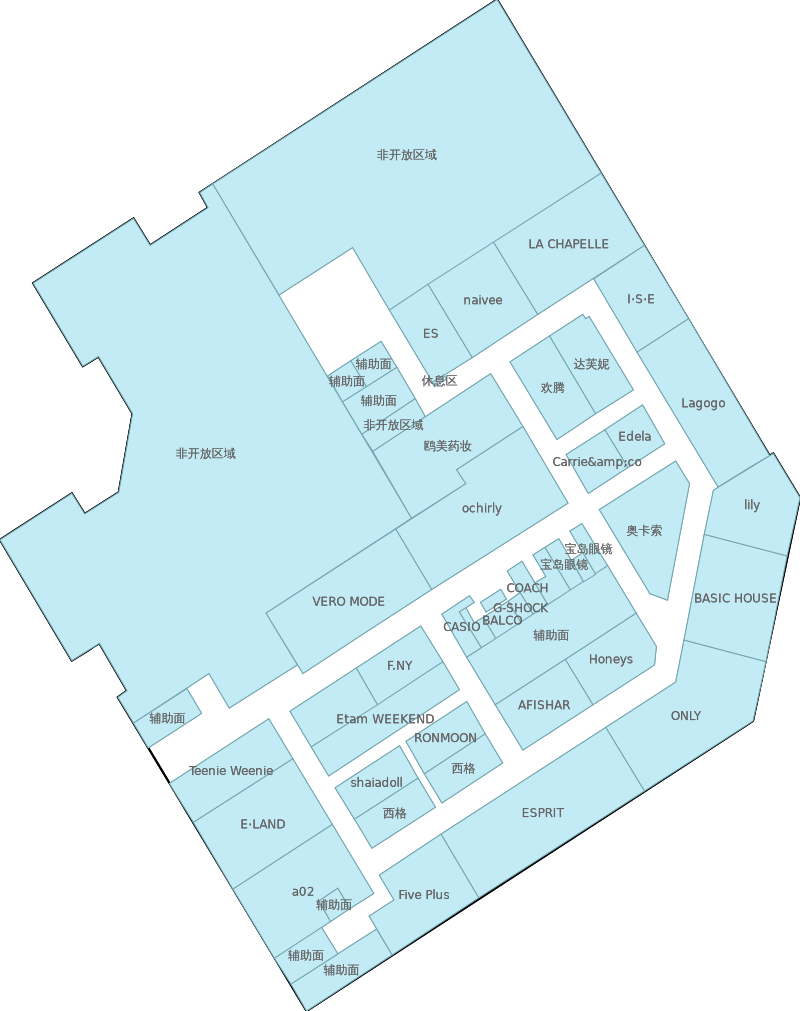 非开放区域
LA CHAPELLE
I·S·E
naivee
ES
辅助面
达芙妮
辅助面
休息区
欢腾
辅助面
Lagogo
非开放区域
Edela
鸥美药妆
非开放区域
Carrie&amp;co
lily
ochirly
奥卡索
宝岛眼镜
宝岛眼镜
COACH
BASIC HOUSE
VERO MODE
G-SHOCK
BALCO
CASIO
辅助面
Honeys
F.NY
AFISHAR
ONLY
辅助面
Etam WEEKEND
RONMOON
Teenie Weenie
西格
shaiadoll
西格
ESPRIT
E·LAND
a02
Five Plus
辅助面
辅助面
辅助面